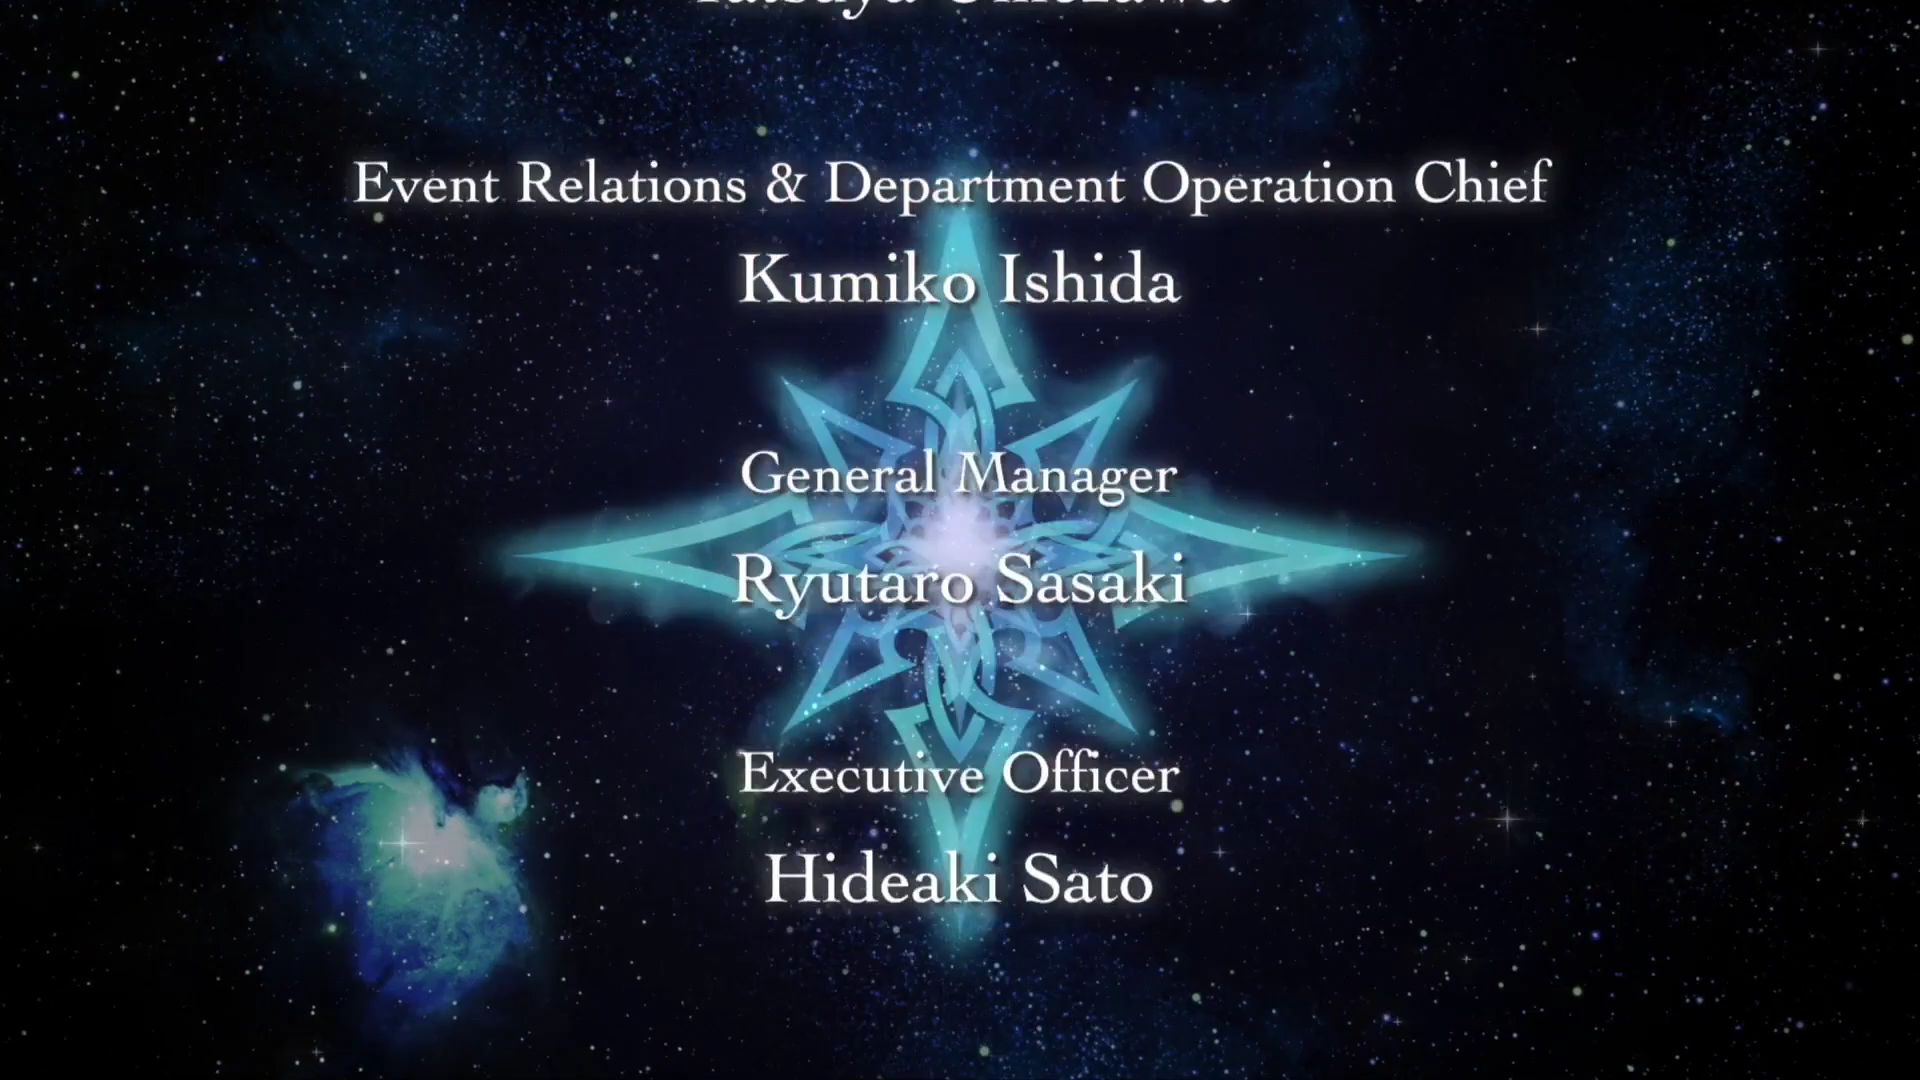 Event Relations & Department Operation Chief
Kumiko Ishida
General Manager
Ryutaro Sasaki
Executive Officer
Hideaki Sato